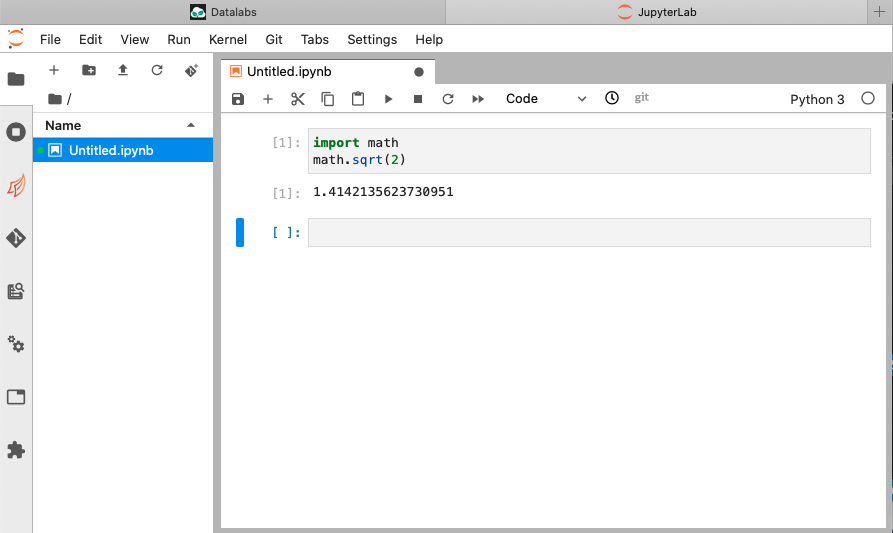 Datalabs
JupyterLab
File Edit View Run Kernel Git Tabs Settings Help
/
Name
Untitled.ipynb
Untitled.ipynb
Code
git
Python 3
[1]: import math
math.sqrt(2)
[1]: 1.4142135623730951
[ ]: